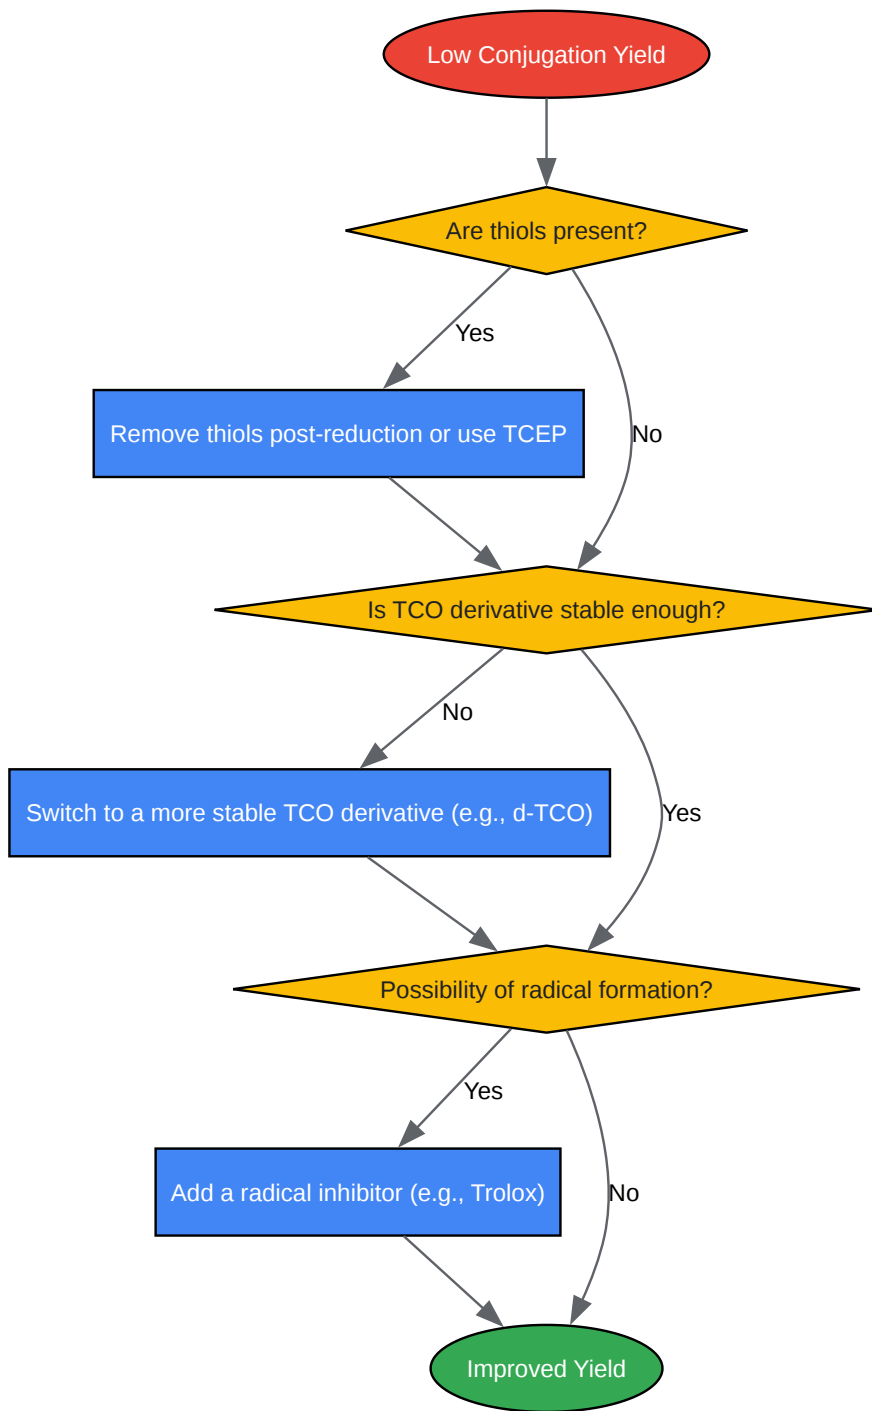 Low Conjugation Yield
Are thiols present?
Yes
Remove thiols post-reduction or use TCEP
No
Is TCO derivative stable enough?
No
Switch to a more stable TCO derivative (e.g., d-TCO)
Yes
Possibility of radical formation?
Yes
Add a radical inhibitor (e.g., Trolox)
No
Improved Yield